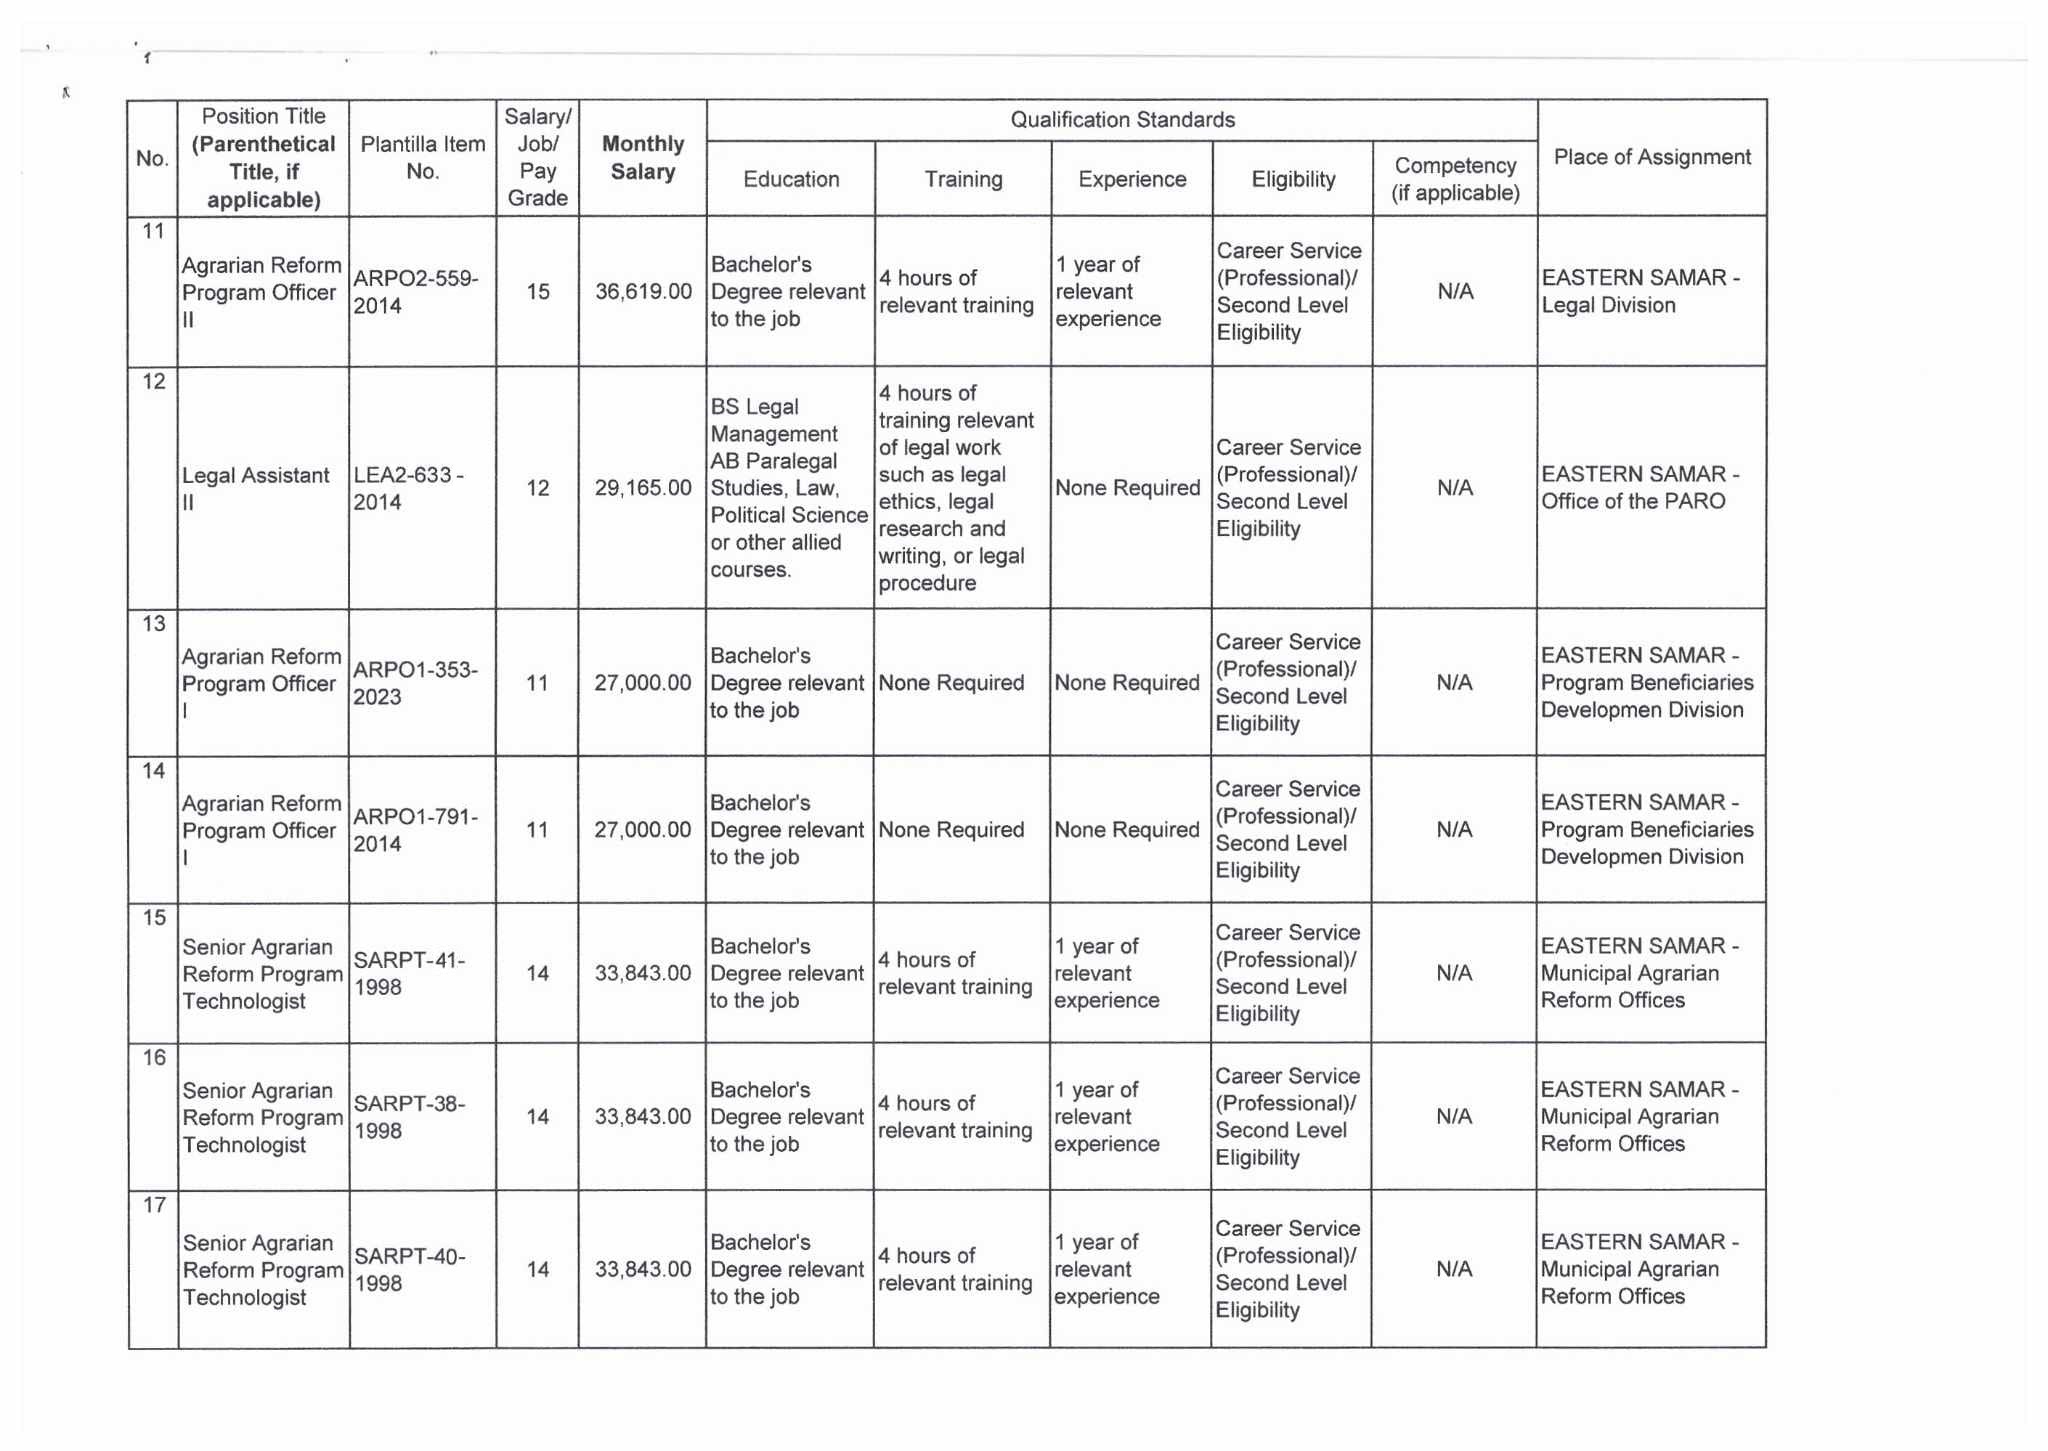 No.
Position Title
(Parenthetical
Title, if
applicable)
Plantilla Item
No.
Salary/
Job/
Pay
Grade
Monthly
Salary
Qualification Standards
Education
Training
Experience
Eligibility
Competency
(if applicable)
Place of Assignment
11
Agrarian Reform
Program Officer
II
ARPO2-559-
2014
15
36,619.00
Bachelor's
Degree relevant
to the job
4 hours of
relevant training
1 year of
relevant
experience
Career Service
(Professional)/
Second Level
Eligibility
N/A
EASTERN SAMAR -
Legal Division
12
Legal Assistant
II
LEA2-633 -
2014
12
29,165.00
BS Legal
Management
AB Paralegal
Studies, Law,
Political Science
or other allied
courses.
4 hours of
training relevant
of legal work
such as legal
ethics, legal
research and
writing, or legal
procedure
None Required
Career Service
(Professional)/
Second Level
Eligibility
N/A
EASTERN SAMAR -
Office of the PARO
13
Agrarian Reform
Program Officer
I
ARPO1-353-
2023
11
27,000.00
Bachelor's
Degree relevant
to the job
None Required
None Required
Career Service
(Professional)/
Second Level
Eligibility
N/A
EASTERN SAMAR -
Program Beneficiaries
Developmen Division
14
Agrarian Reform
Program Officer
I
ARPO1-791-
2014
11
27,000.00
Bachelor's
Degree relevant
to the job
None Required
None Required
Career Service
(Professional)/
Second Level
Eligibility
N/A
EASTERN SAMAR -
Program Beneficiaries
Developmen Division
15
Senior Agrarian
Reform Program
Technologist
SARPT-41-
1998
14
33,843.00
Bachelor's
Degree relevant
to the job
4 hours of
relevant training
1 year of
relevant
experience
Career Service
(Professional)/
Second Level
Eligibility
N/A
EASTERN SAMAR -
Municipal Agrarian
Reform Offices
16
Senior Agrarian
Reform Program
Technologist
SARPT-38-
1998
14
33,843.00
Bachelor's
Degree relevant
to the job
4 hours of
relevant training
1 year of
relevant
experience
Career Service
(Professional)/
Second Level
Eligibility
N/A
EASTERN SAMAR -
Municipal Agrarian
Reform Offices
17
Senior Agrarian
Reform Program
Technologist
SARPT-40-
1998
14
33,843.00
Bachelor's
Degree relevant
to the job
4 hours of
relevant training
1 year of
relevant
experience
Career Service
(Professional)/
Second Level
Eligibility
N/A
EASTERN SAMAR -
Municipal Agrarian
Reform Offices